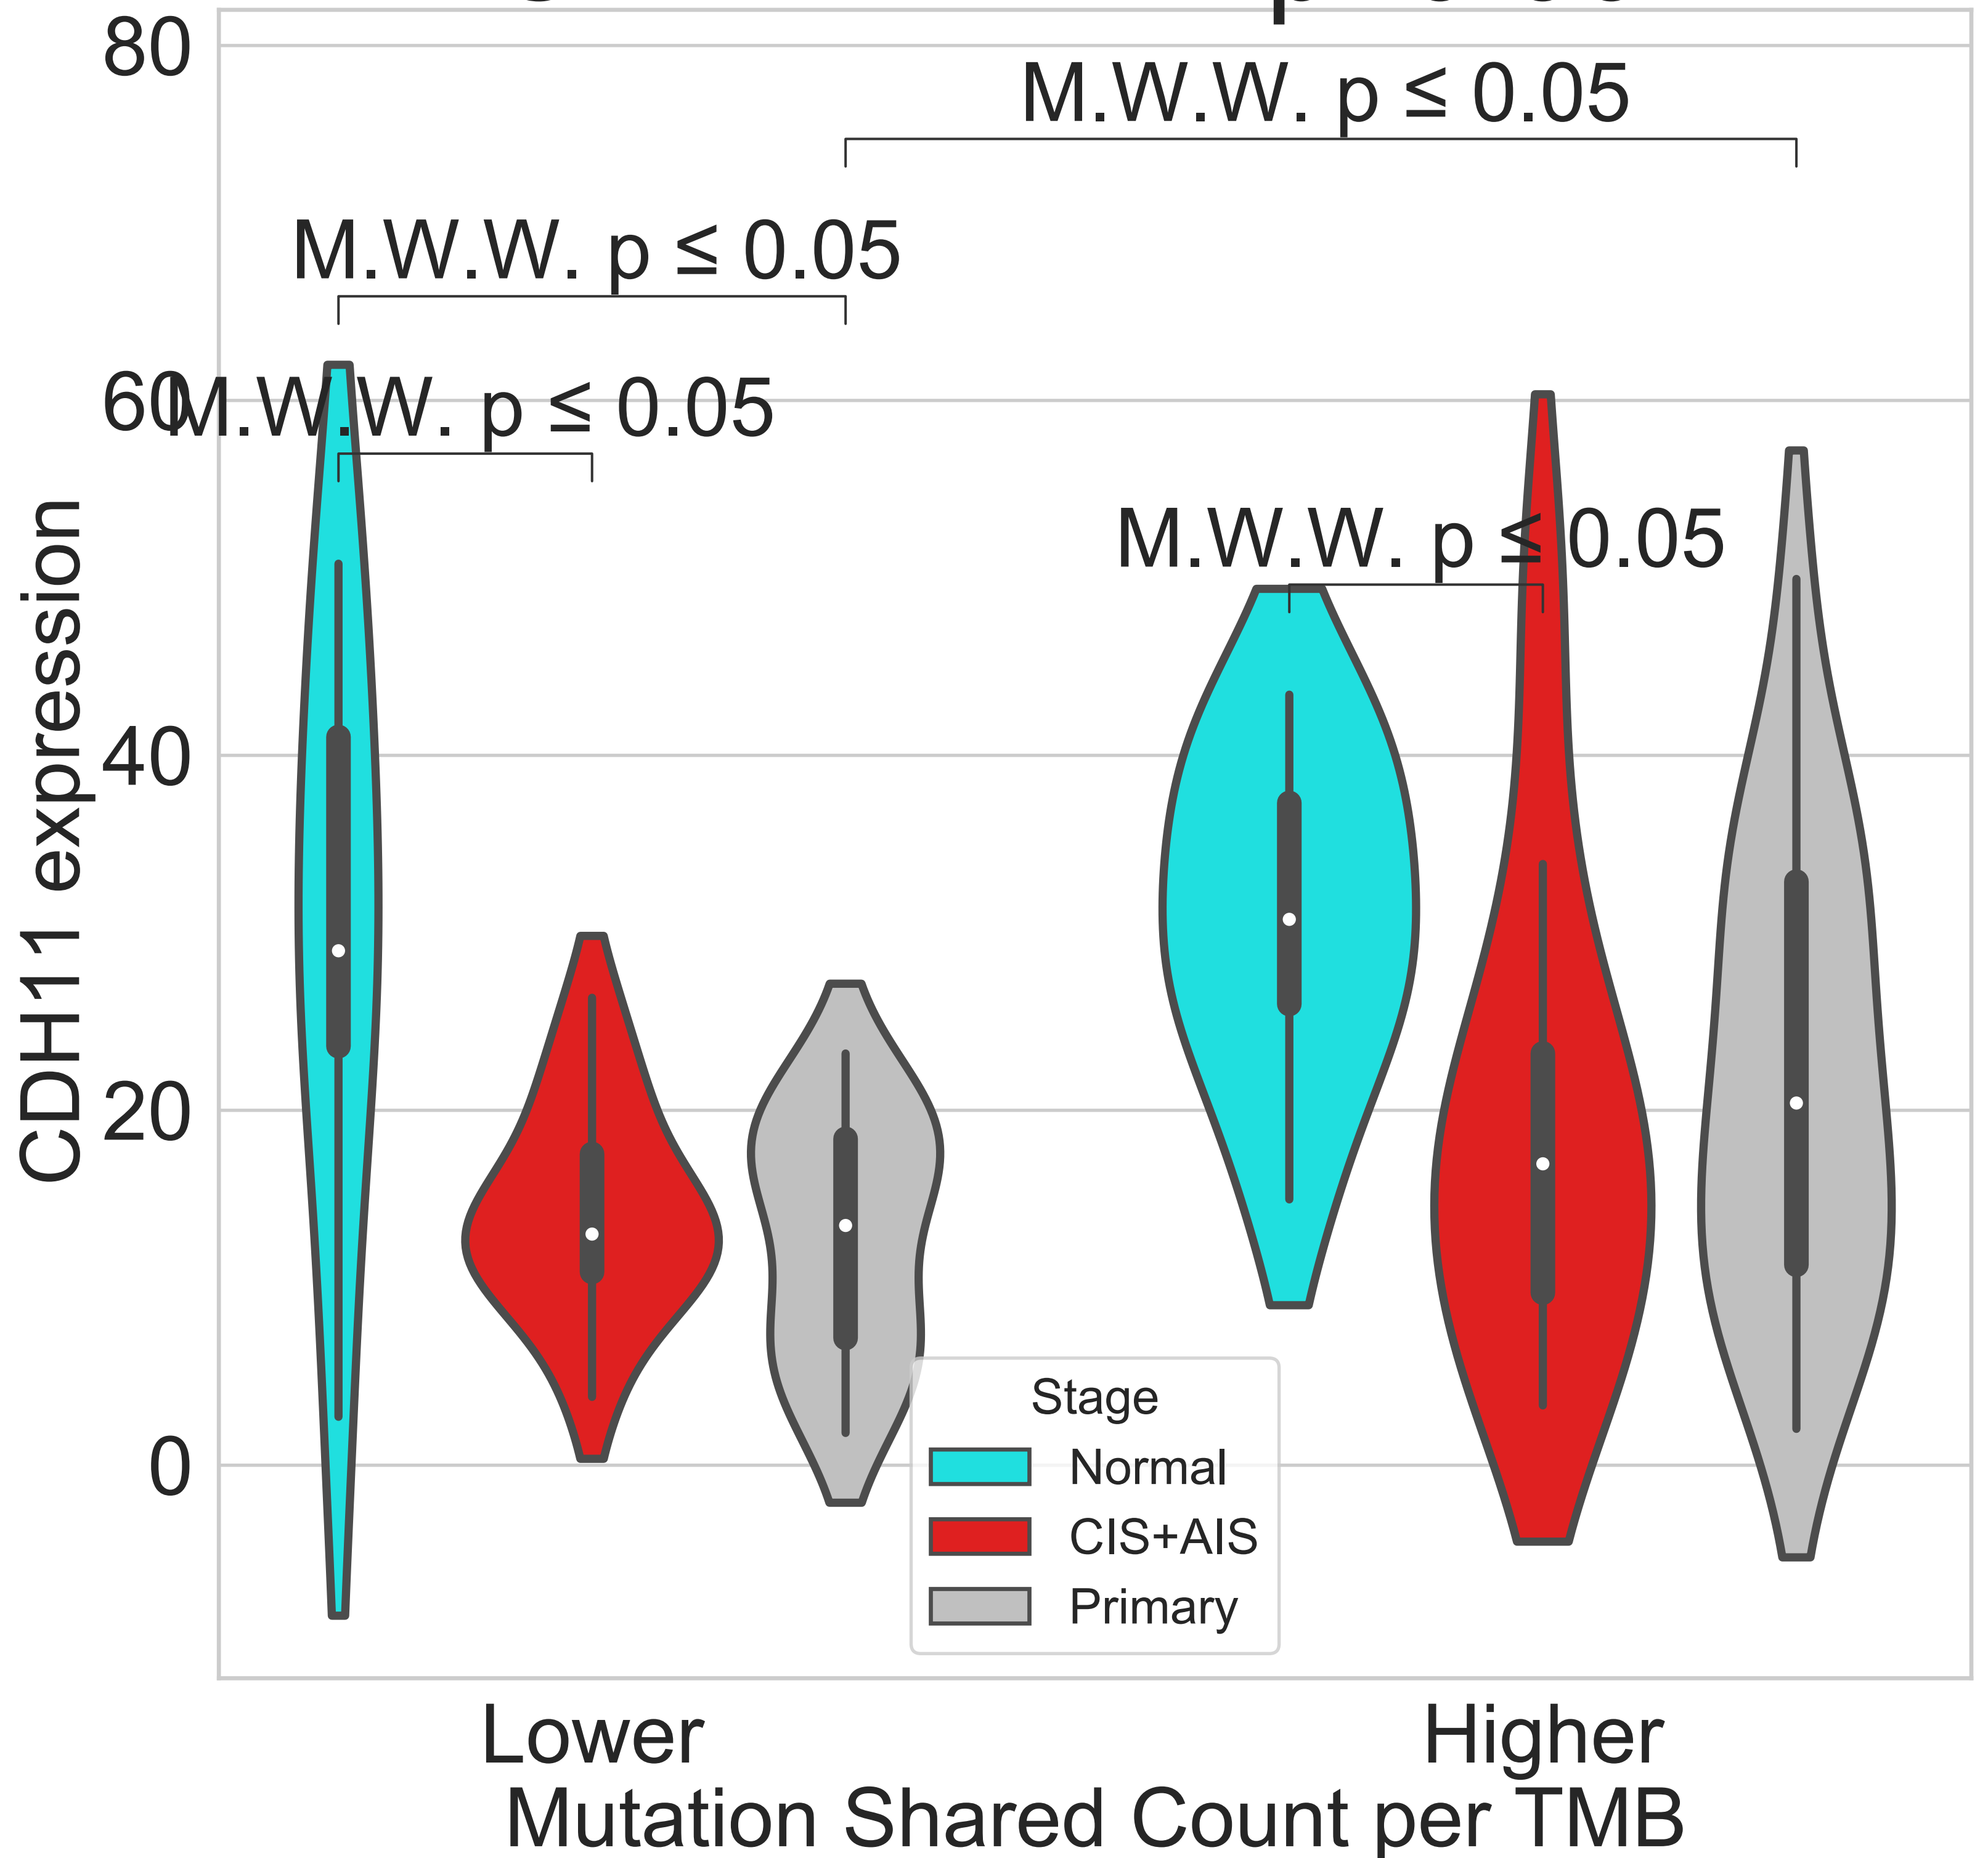 80
M.W.W. p ≤ 0.05
M.W.W. p ≤ 0.05
60
M.W.W. p ≤ 0.05
M.W.W. p ≤ 0.05
CDH11 expression
40
20
0
Stage
Normal
CIS+AIS
Primary
Lower
Higher
Mutation Shared Count per TMB